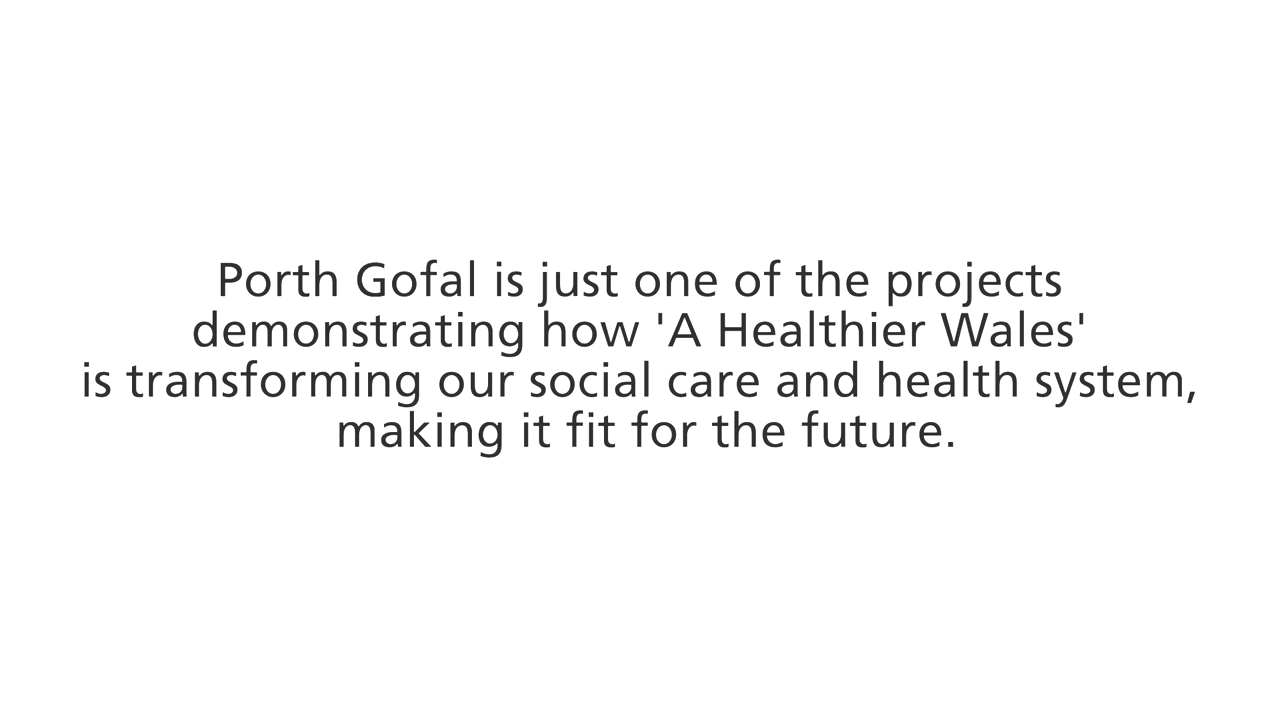 Porth Gofal is just one of the projects
demonstrating how 'A Healthier Wales'
is transforming our social care and health system,
making it fit for the future.